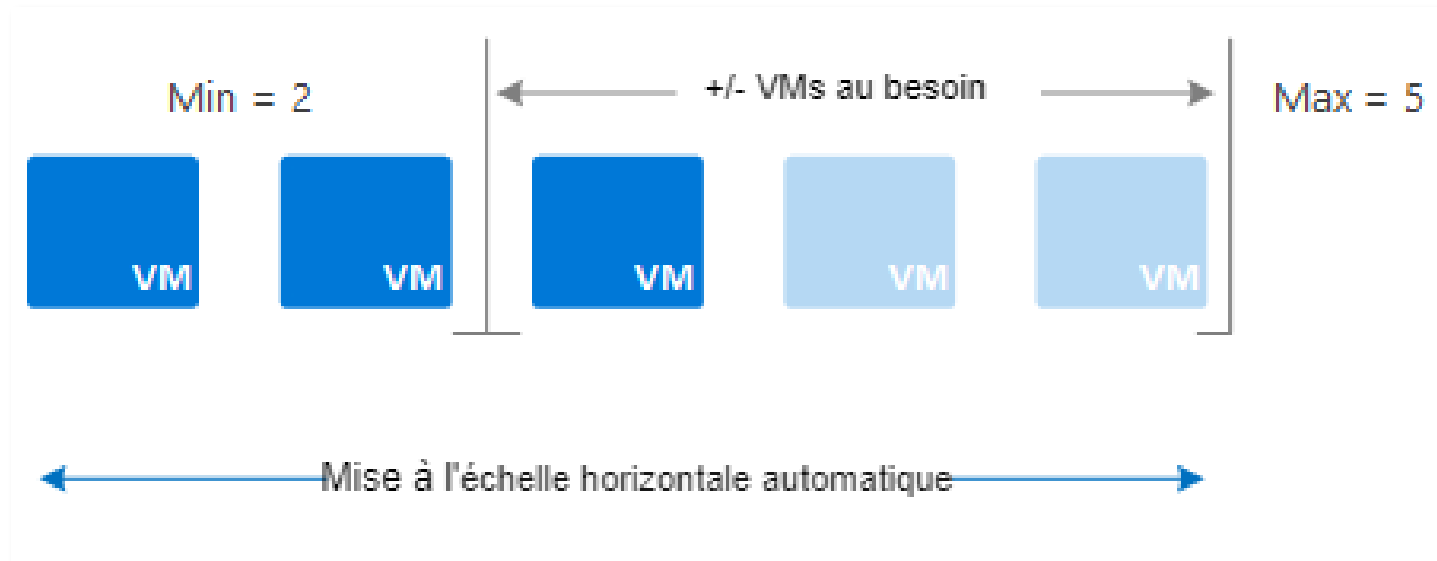 Min = 2
+/- VMs au besoin
Max = 5
VM
VM
VM
VM
VM
Mise à l'échelle horizontale automatique